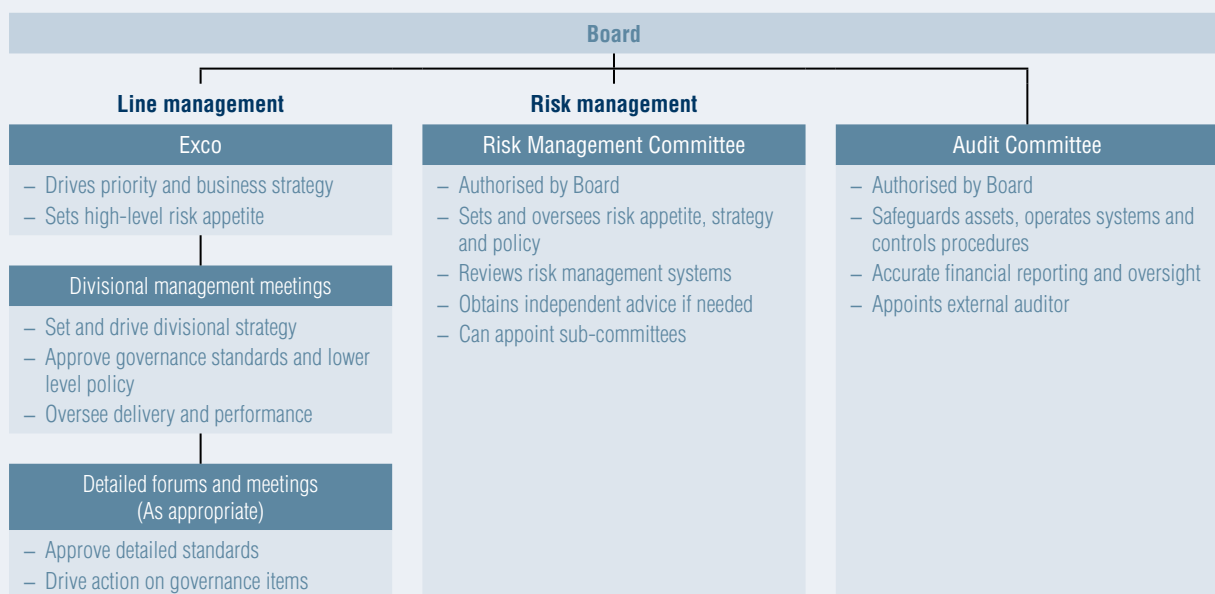 Board
Line management
Exco
– Drives priority and business strategy
– Sets high-level risk appetite
Divisional management meetings
– Set and drive divisional strategy
– Approve governance standards and lower
level policy
– Oversee delivery and performance
Detailed forums and meetings
(As appropriate)
– Approve detailed standards
– Drive action on governance items
Risk management
Risk Management Committee
– Authorised by Board
– Sets and oversees risk appetite, strategy
and policy
– Reviews risk management systems
– Obtains independent advice if needed
– Can appoint sub-committees
Audit Committee
– Authorised by Board
– Safeguards assets, operates systems and
controls procedures
– Accurate financial reporting and oversight
– Appoints external auditor